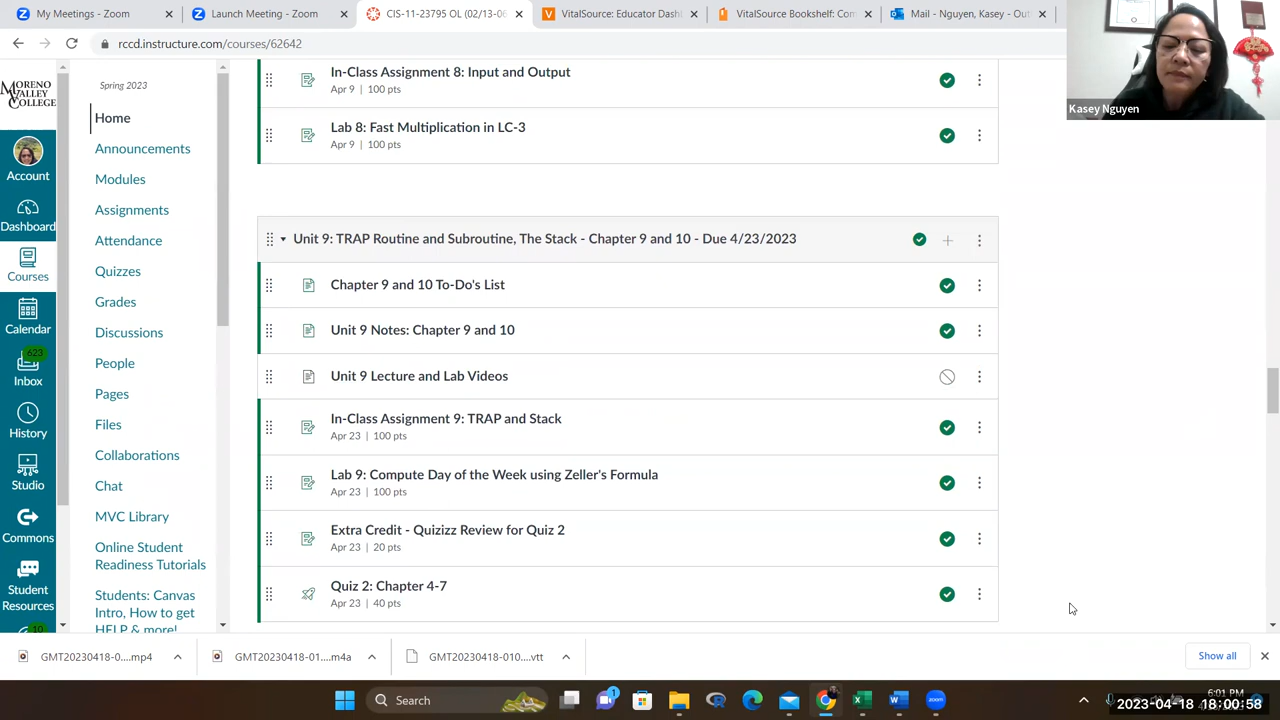 My Meetings - Zoom
Launch Meeting - Zoom
CIS-11-23795 OL (02/13-06
VitalSource: Educator Dashb
VitalSource Bookshelf: Com
Mail - Nguyen, Kasey - Out
rccd.instructure.com/courses/62642
Kasey Nguyen
MORENO
VALLEY
COLLEGE
Account
Dashboard
Courses
Calendar
623
Inbox
History
Studio
Commons
Student
Resources
10
Spring 2023
Home
Announcements
Modules
Assignments
Attendance
Quizzes
Grades
Discussions
People
Pages
Files
Collaborations
Chat
MVC Library
Online Student
Readiness Tutorials
Students: Canvas
Intro, How to get
HELP & more!
In-Class Assignment 8: Input and Output
Apr 9 | 100 pts
Lab 8: Fast Multiplication in LC-3
Apr 9 | 100 pts
Unit 9: TRAP Routine and Subroutine, The Stack - Chapter 9 and 10 - Due 4/23/2023
Chapter 9 and 10 To-Do's List
Unit 9 Notes: Chapter 9 and 10
Unit 9 Lecture and Lab Videos
In-Class Assignment 9: TRAP and Stack
Apr 23 | 100 pts
Lab 9: Compute Day of the Week using Zeller's Formula
Apr 23 | 100 pts
Extra Credit - Quizizz Review for Quiz 2
Apr 23 | 20 pts
Quiz 2: Chapter 4-7
Apr 23 | 40 pts
GMT20230418-0....mp4
GMT20230418-01....m4a
GMT20230418-010....vtt
Show all
Search
1
zoom
6:01 PM
2023-04-18 18:00:58